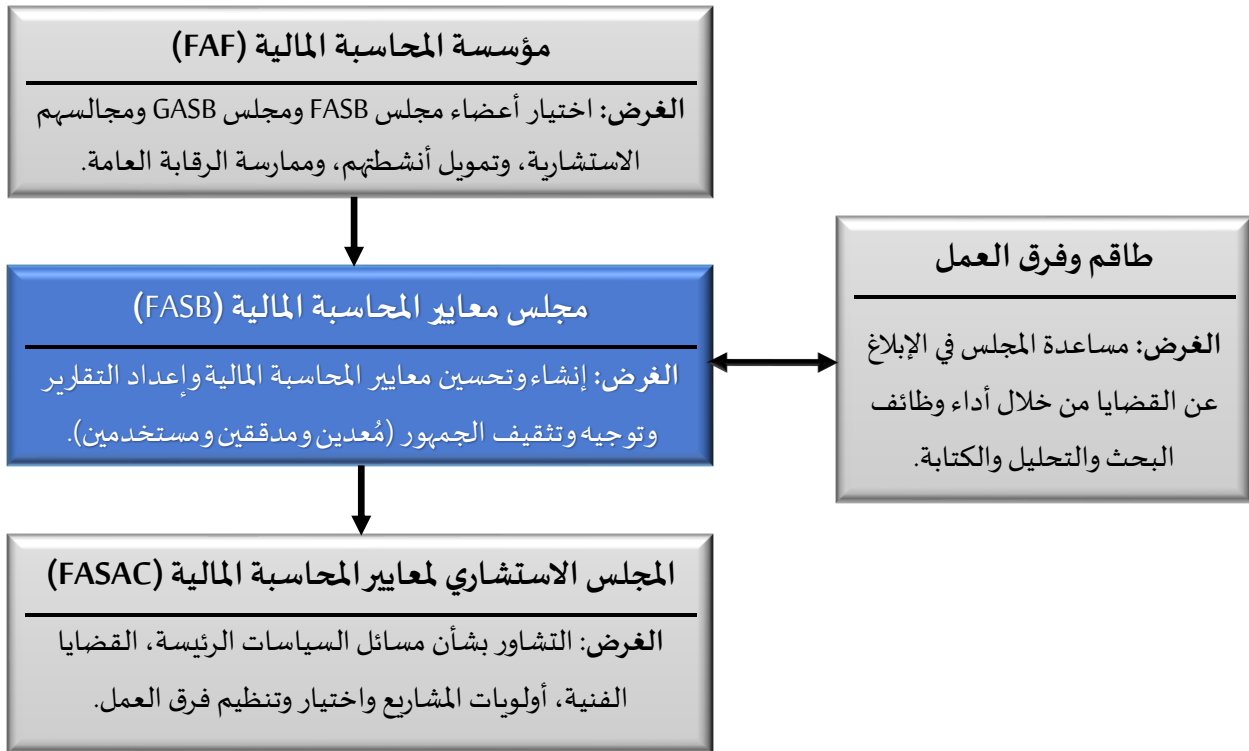 مؤسسة المحاسبة المالية (FAF)
الغرض: اختيار أعضاء مجلس FASB ومجلس GASB ومجالسهم
الاستشارية، وتمويل أنشطتهم، وممارسة الرقابة العامة.
مجلس معايير المحاسبة المالية (FASB)
الغرض: إنشاء وتحسين معايير المحاسبة المالية وإعداد التقارير
وتوجيه وتثقيف الجمهور (مُعدين ومدققين ومستخدمين).
طاقم وفرق العمل
الغرض: مساعدة المجلس في الإبلاغ
عن القضايا من خلال أداء وظائف
البحث والتحليل والكتابة.
المجلس الاستشاري لمعايير المحاسبة المالية (FASAC)
الغرض: التشاور بشأن مسائل السياسات الرئيسة، القضايا
الفنية، أولويات المشاريع واختيار وتنظيم فرق العمل.